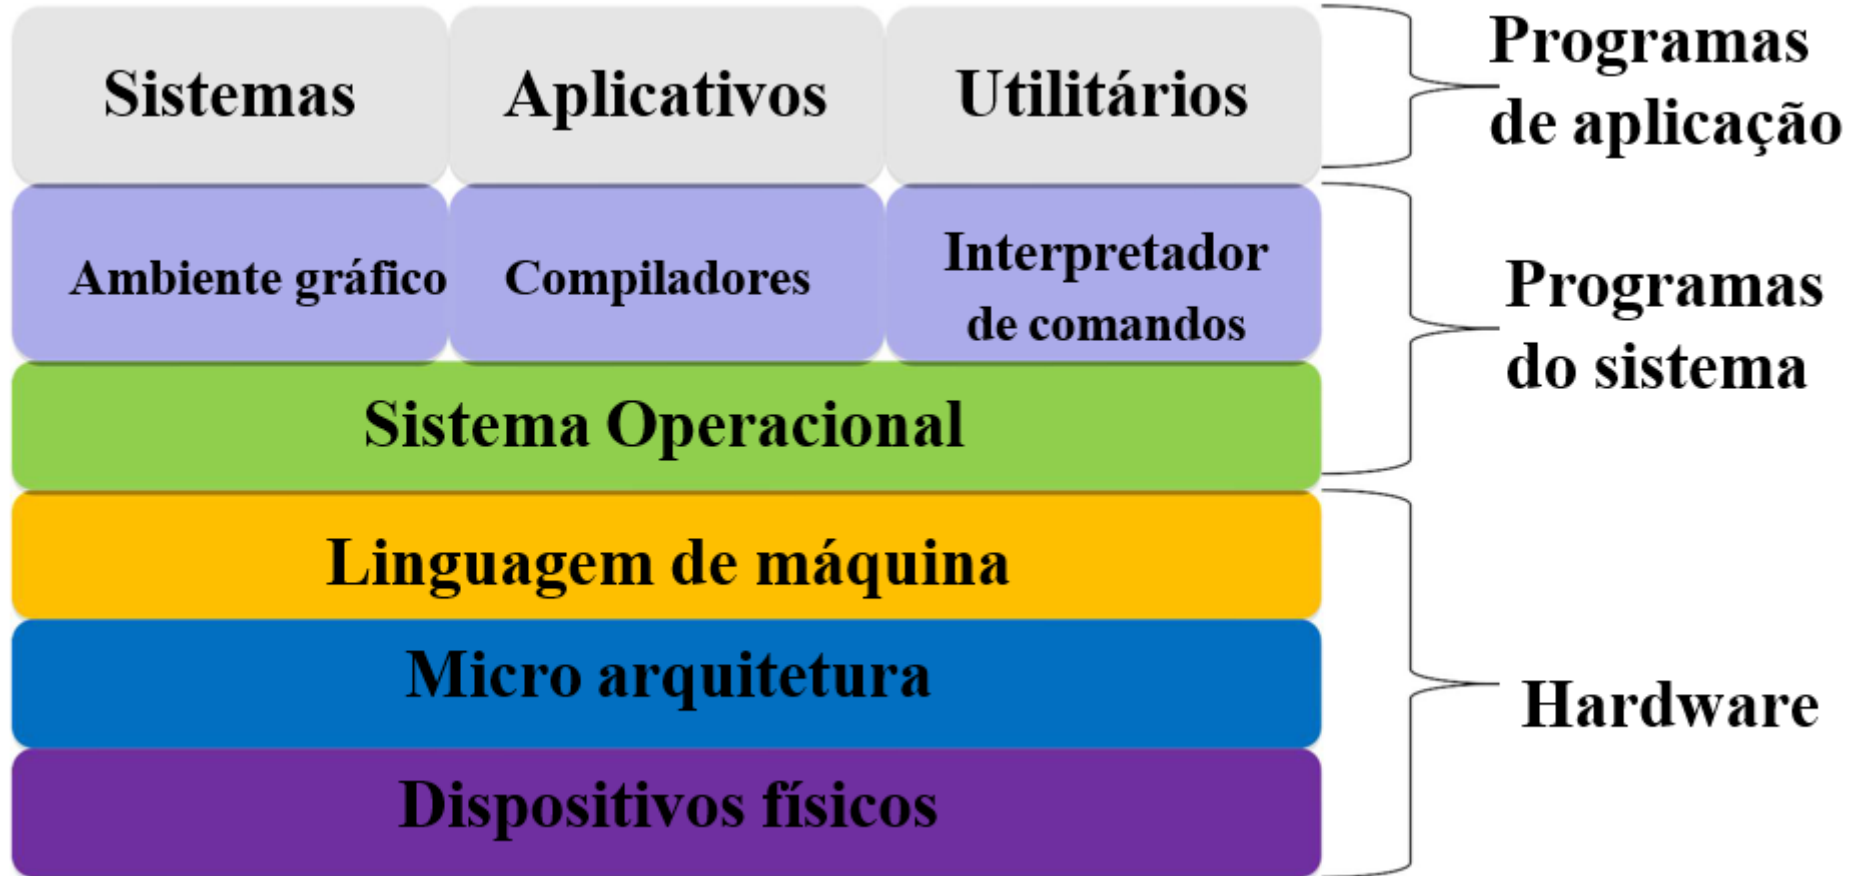 Sistemas
Aplicativos
Utilitários
Programas
de aplicação
Ambiente gráfico
Compiladores
Interpretador
de comandos
Programas
do sistema
Sistema Operacional
Linguagem de máquina
Micro arquitetura
Dispositivos físicos
Hardware